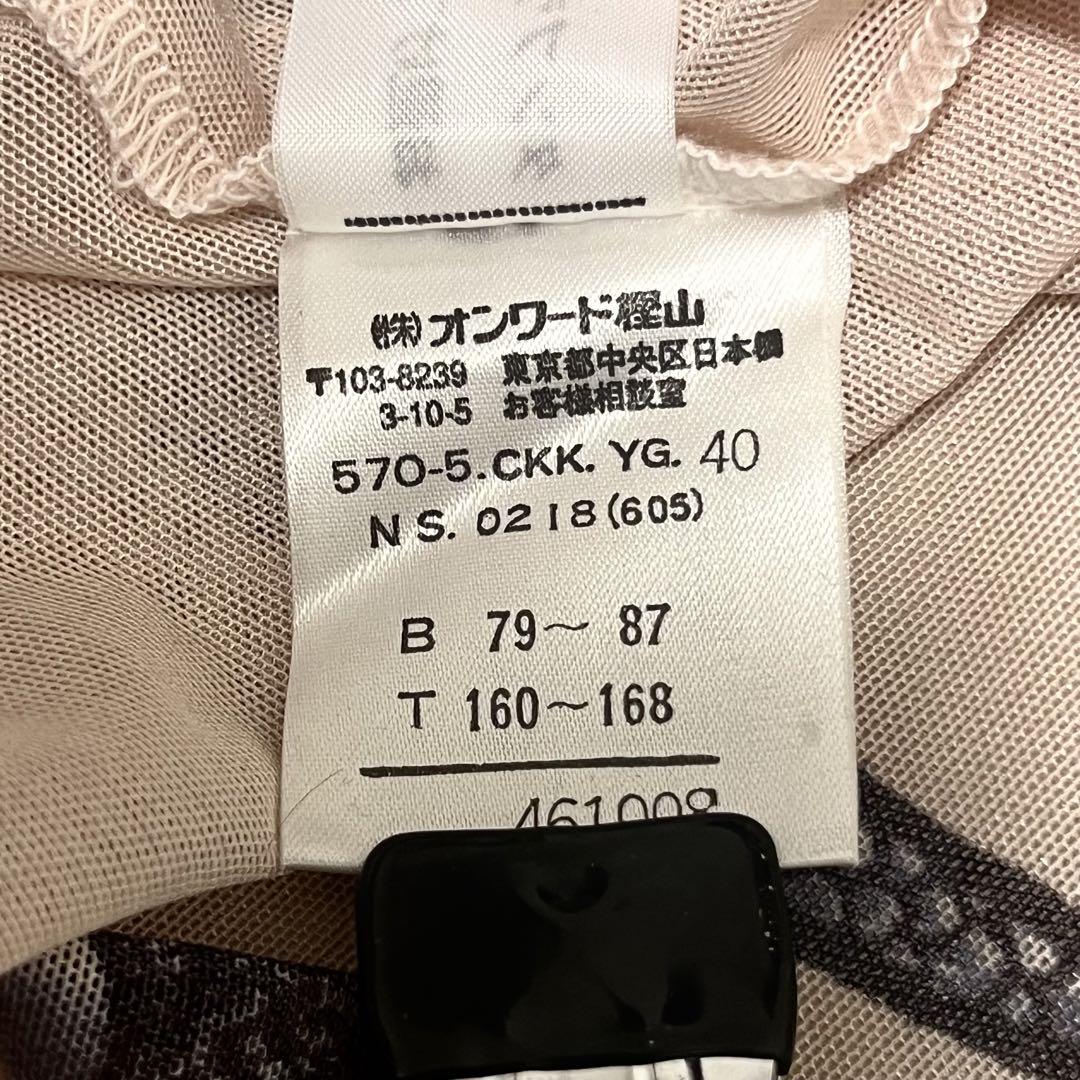 ㈱オンワード樫山
〒103-8239 東京都中央区日本橋
3-10-5 お客様相談室
570-5.CKK. YG. 40
NS. 0218(605)
B 79～ 87
T 160～168